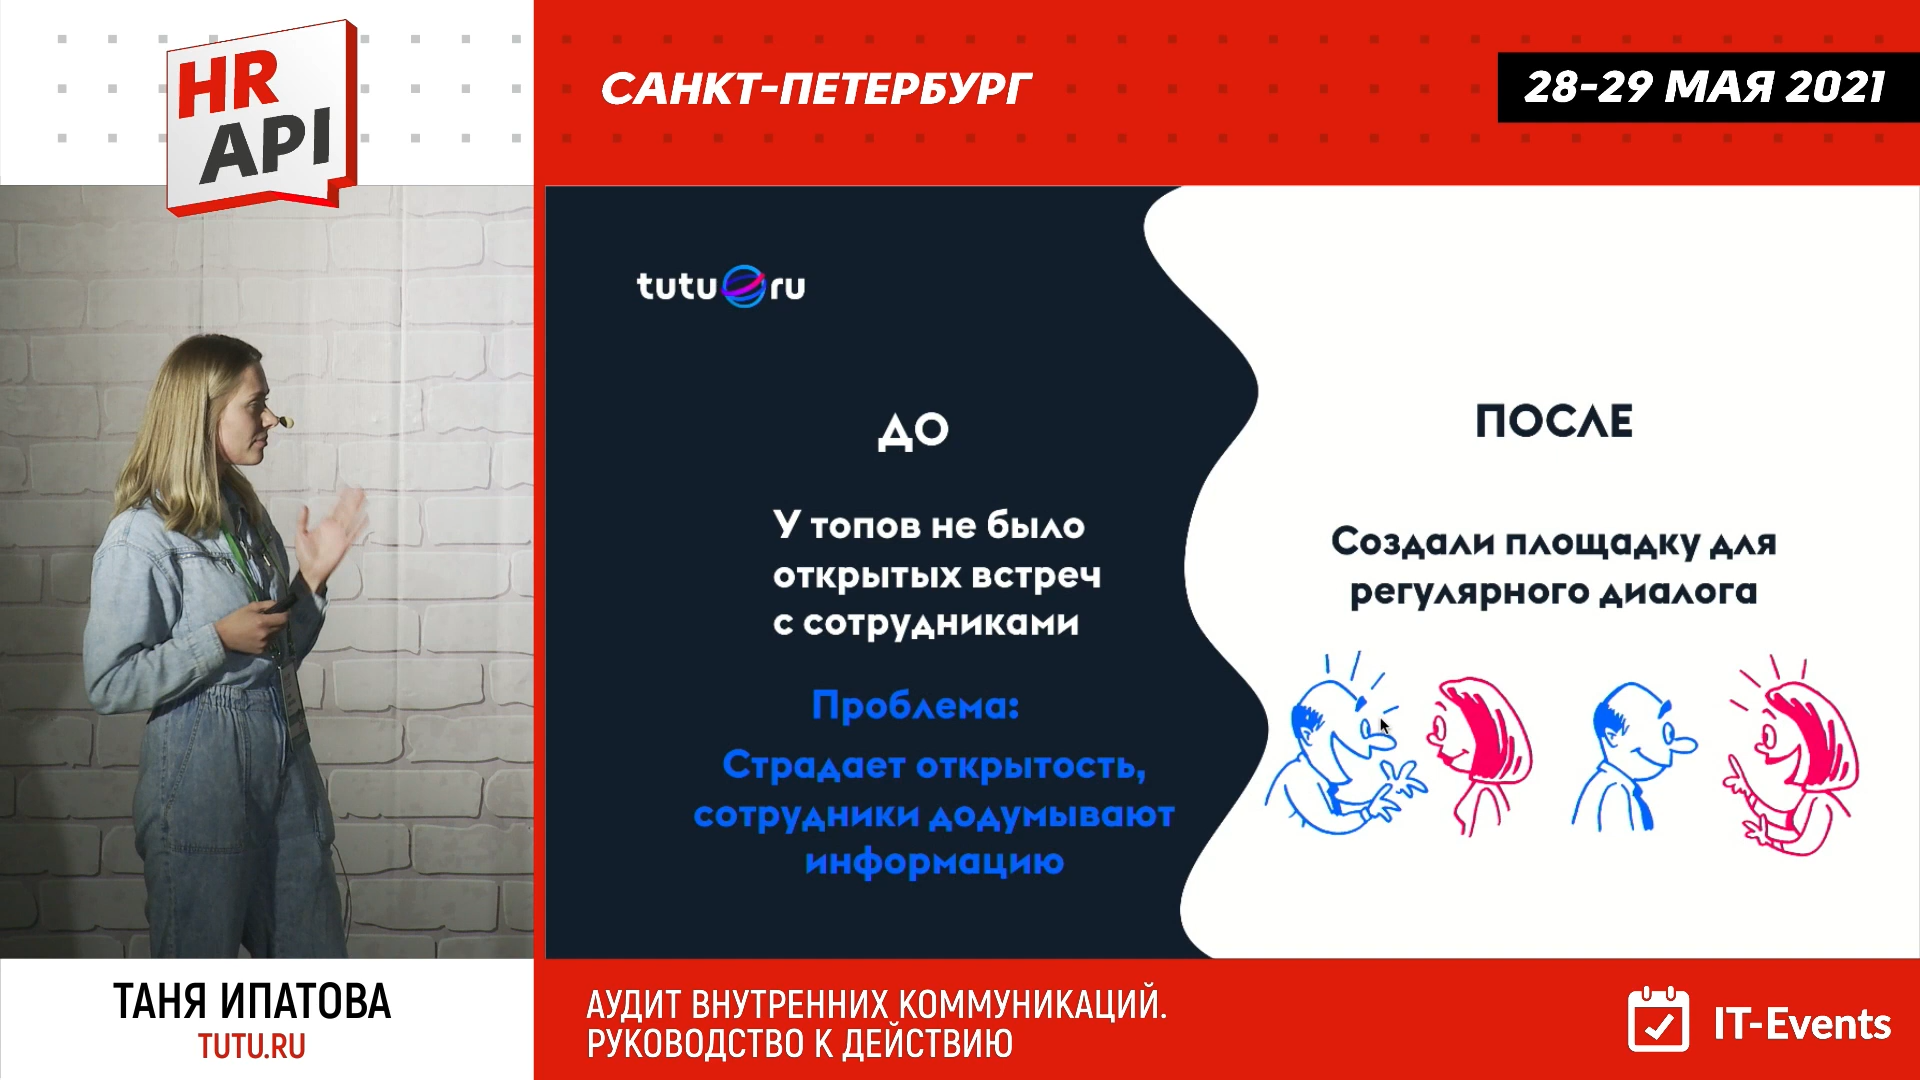 HR
API
САНКТ-ПЕТЕРБУРГ
28-29 МАЯ 2021
tutu ru
ДО
У топов не было
открытых встреч
с сотрудниками
Проблема:
Страдает открытость,
сотрудники додумывают
информацию
ПОСЛЕ
Создали площадку для
регулярного диалога
ТАНЯ ИПАТОВА
TUTU.RU
АУДИТ ВНУТРЕННИХ КОММУНИКАЦИЙ.
РУКОВОДСТВО К ДЕЙСТВИЮ
IT-Events